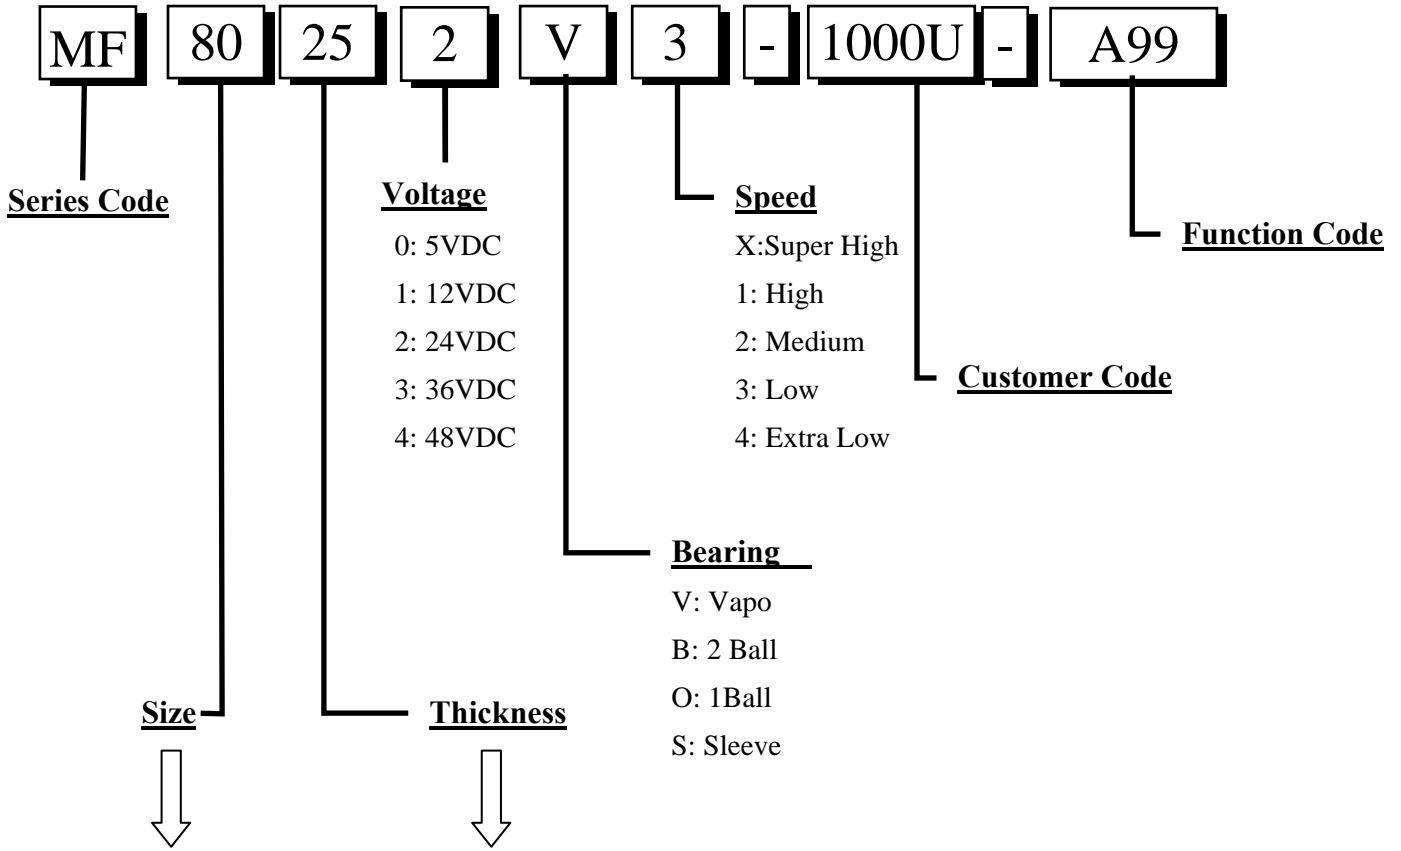 MF 80 25 2 V 3 - 1000U - A99
Series Code
Voltage
0: 5VDC
1: 12VDC
2: 24VDC
3: 36VDC
4: 48VDC
Speed
X:Super High
1: High
2: Medium
3: Low
4: Extra Low
Function Code
Customer Code
Bearing
V: Vapo
B: 2 Ball
O: 1Ball
S: Sleeve
Size
Thickness